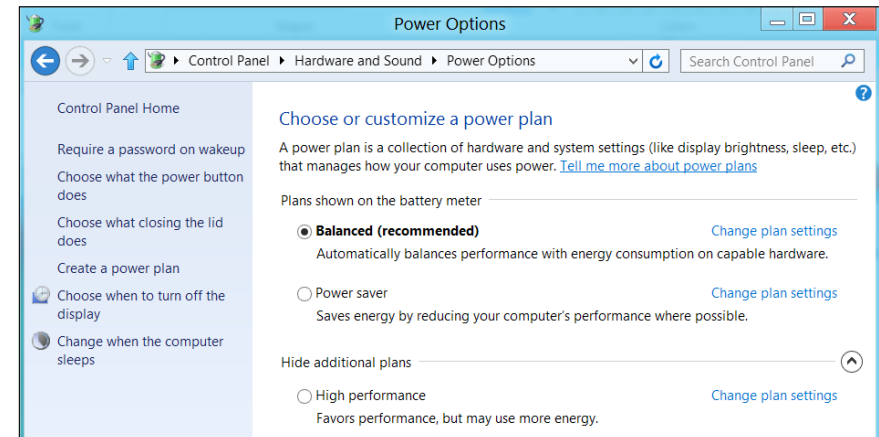 Power Options
Control Panel Hardware and Sound Power Options
Search Control Panel
Control Panel Home
Require a password on wakeup
Choose what the power button
does
Choose what closing the lid
does
Create a power plan
Choose when to turn off the
display
Change when the computer
sleeps
Choose or customize a power plan
A power plan is a collection of hardware and system settings (like display brightness, sleep, etc.)
that manages how your computer uses power. Tell me more about power plans
Plans shown on the battery meter
Balanced (recommended) Change plan settings
Automatically balances performance with energy consumption on capable hardware.
Power saver Change plan settings
Saves energy by reducing your computer's performance where possible.
Hide additional plans
High performance Change plan settings
Favors performance, but may use more energy.